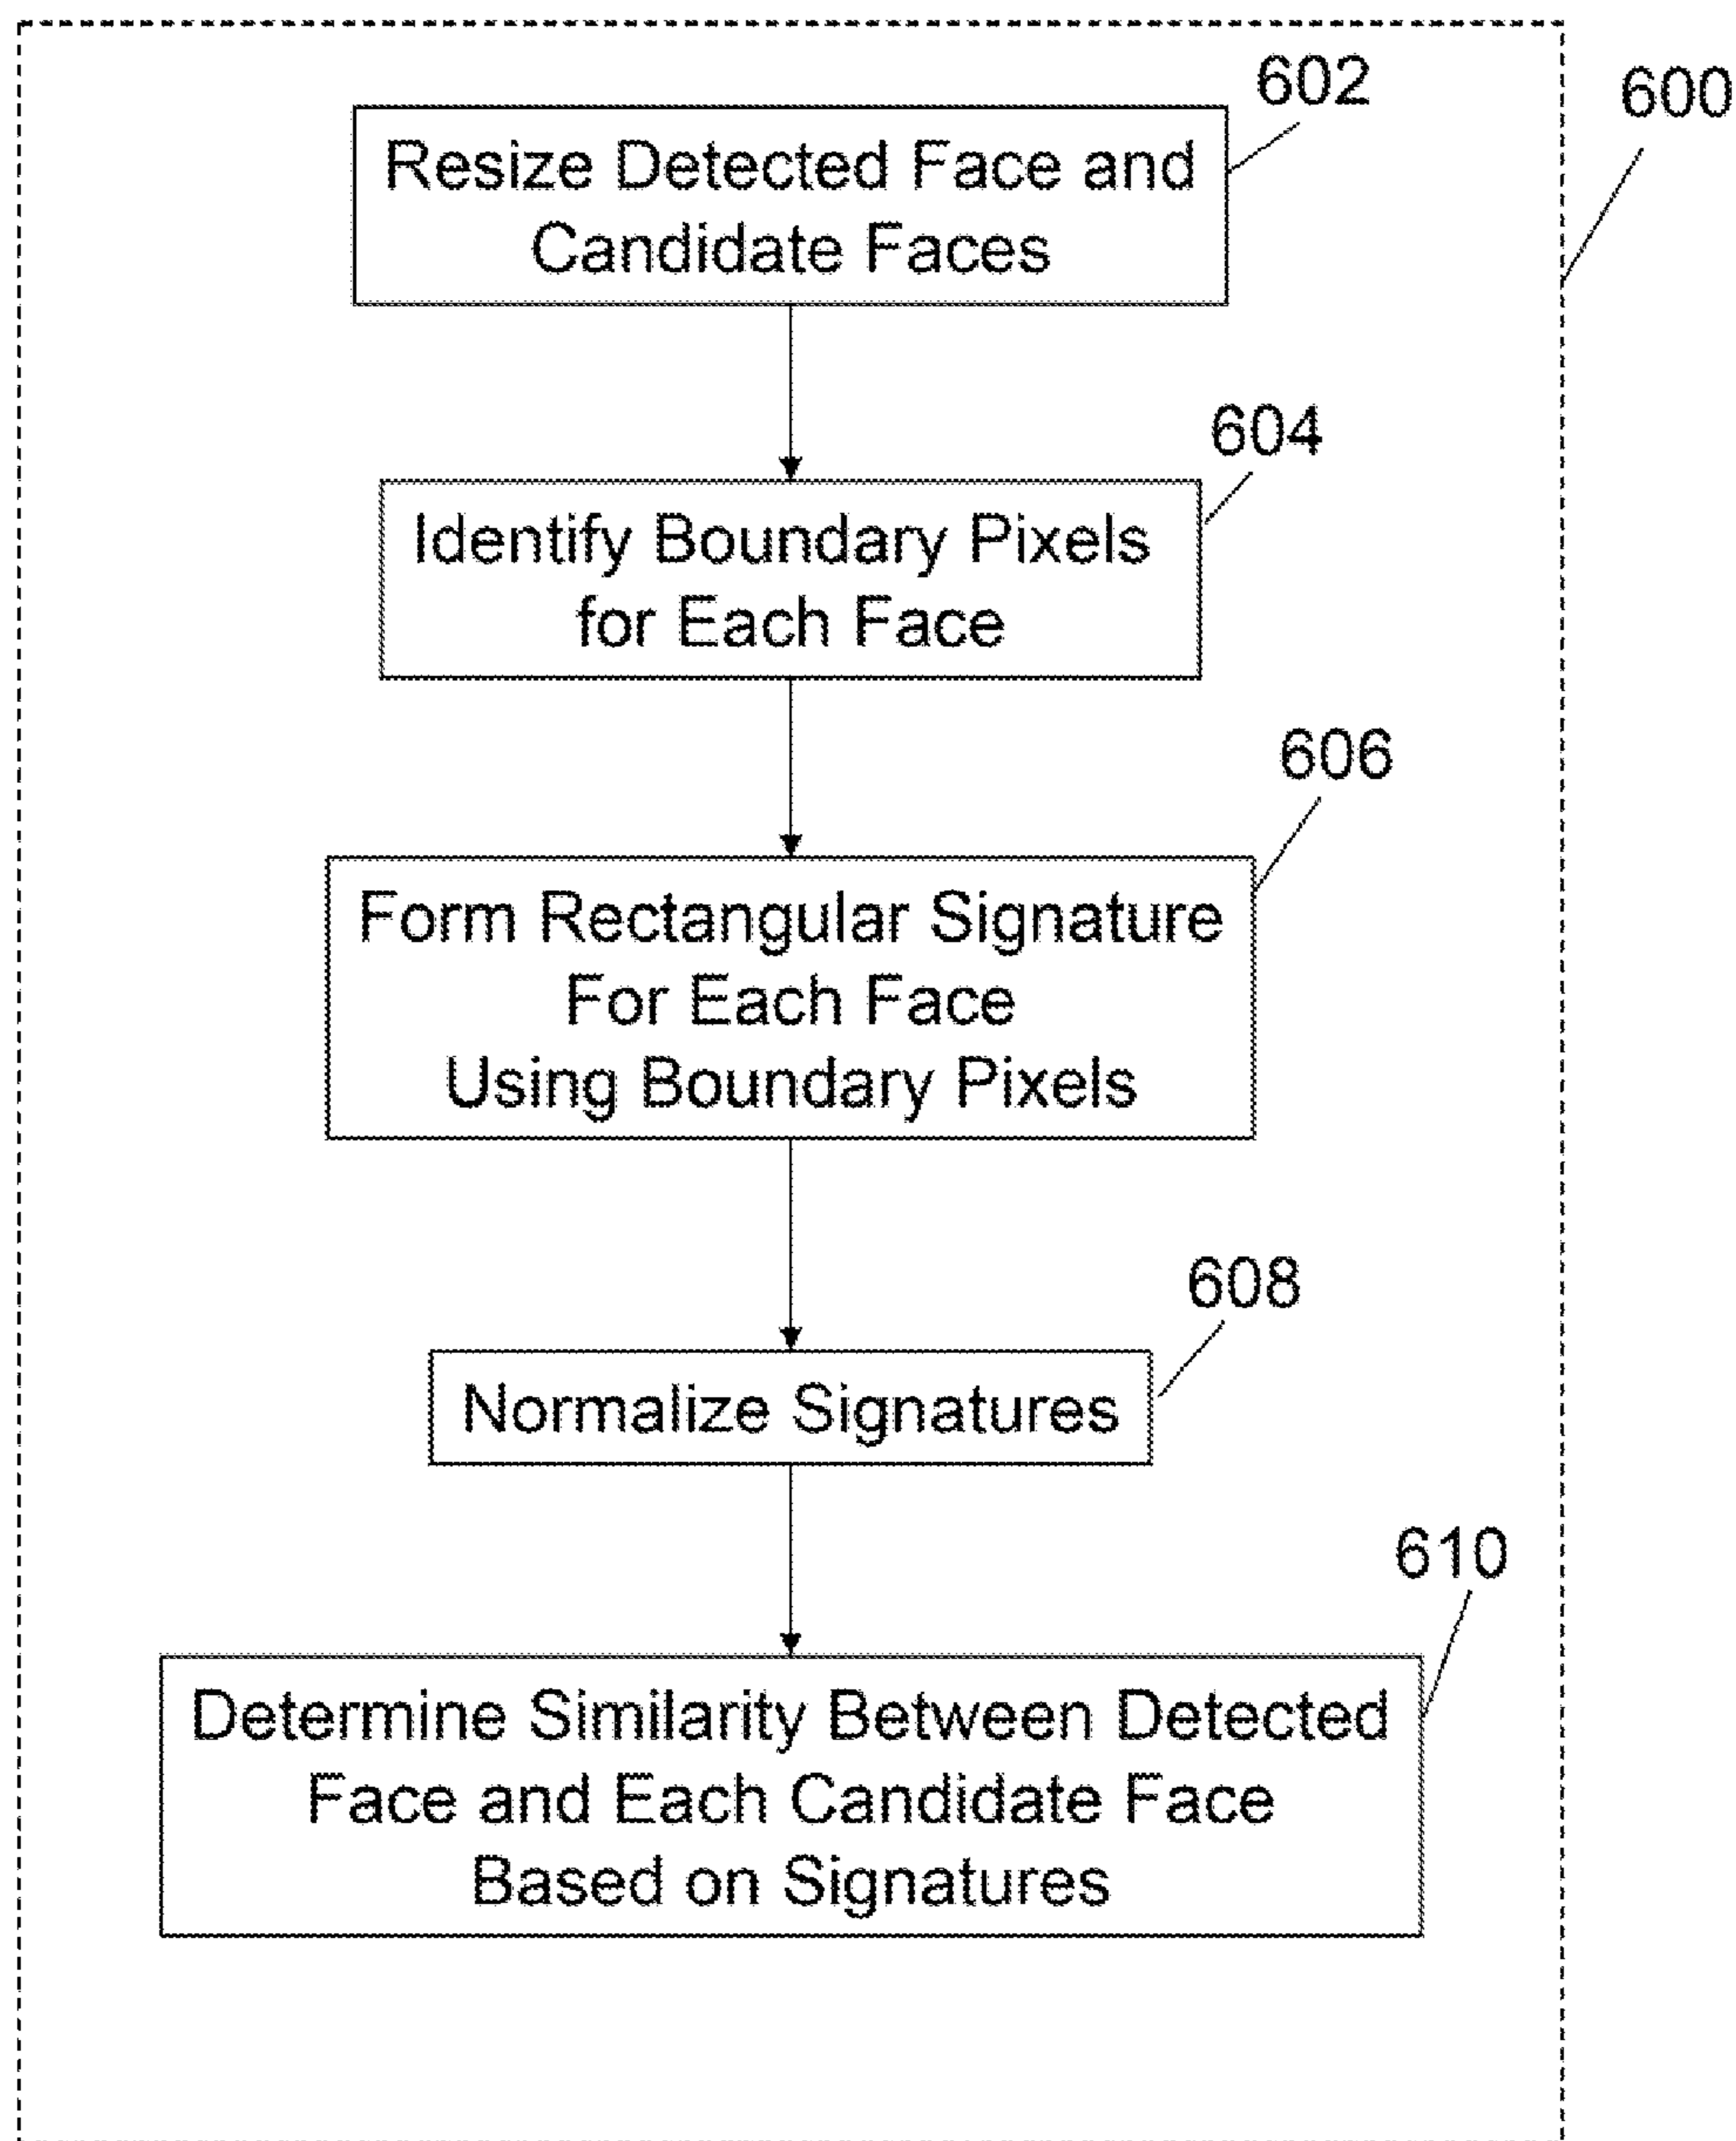 602
600
Resize Detected Face and
Candidate Faces
604
Identify Boundary Pixels
for Each Face
606
Form Rectangular Signature
For Each Face
Using Boundary Pixels
608
Normalize Signatures
610
Determine Similarity Between Detected
Face and Each Candidate Face
Based on Signatures